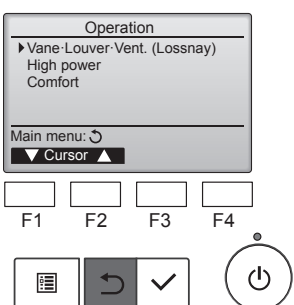 Operation
Vane·Louver·Vent. (Lossnay)
High power
Comfort
Main menu:
Cursor
F1 F2 F3 F4